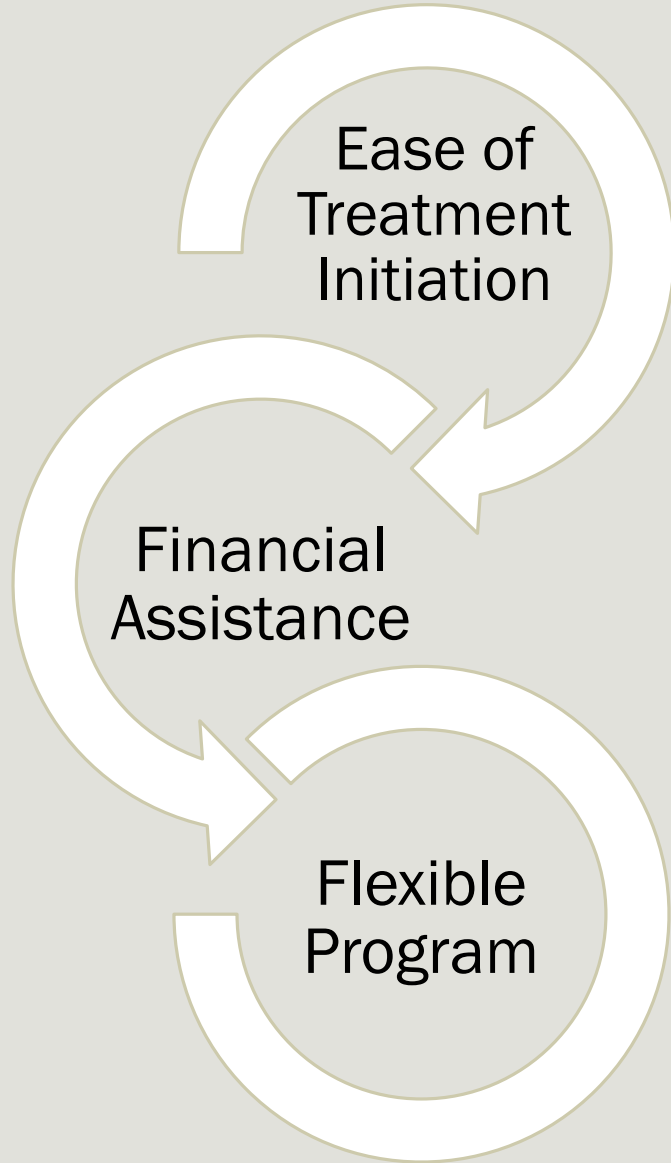 Ease of
Treatment
Initiation
Financial
Assistance
Flexible
Program